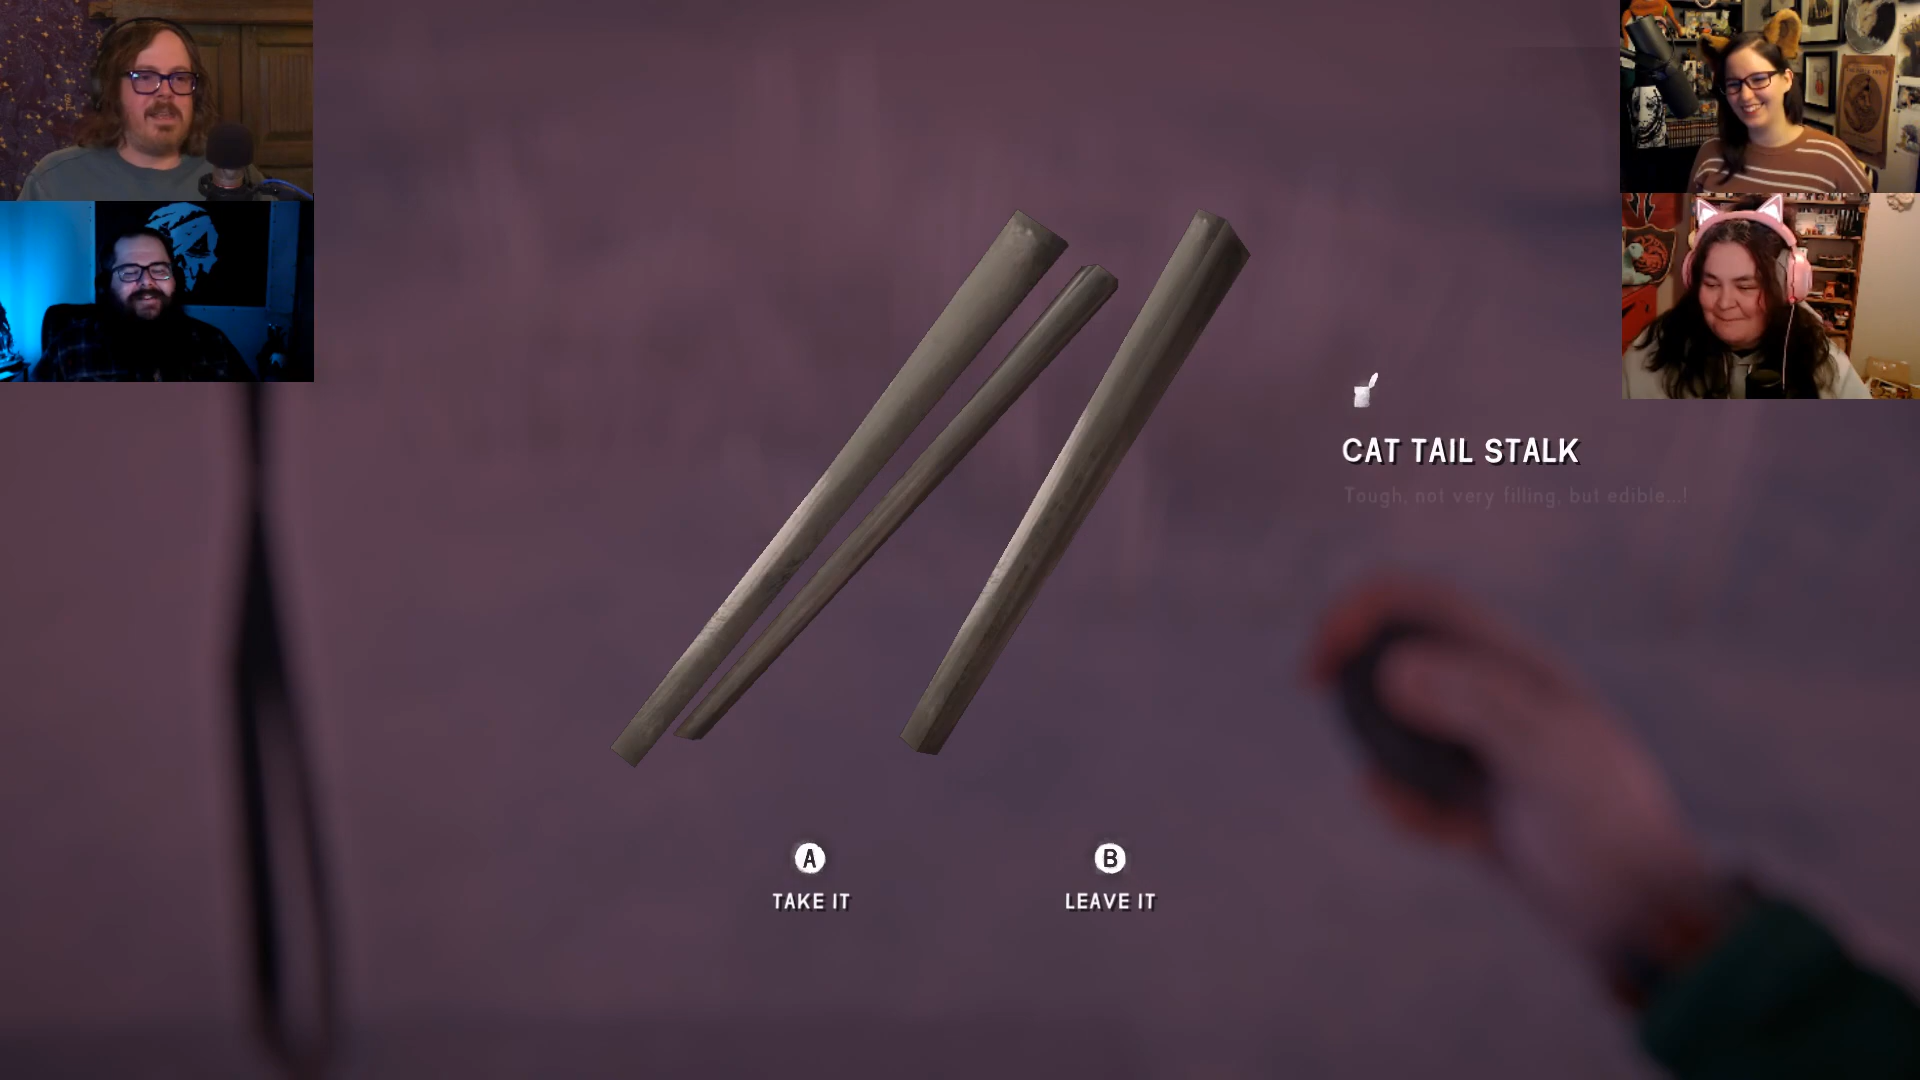 CAT TAIL STALK
Tough, not very filling, but edible...!
A
B
TAKE IT
LEAVE IT